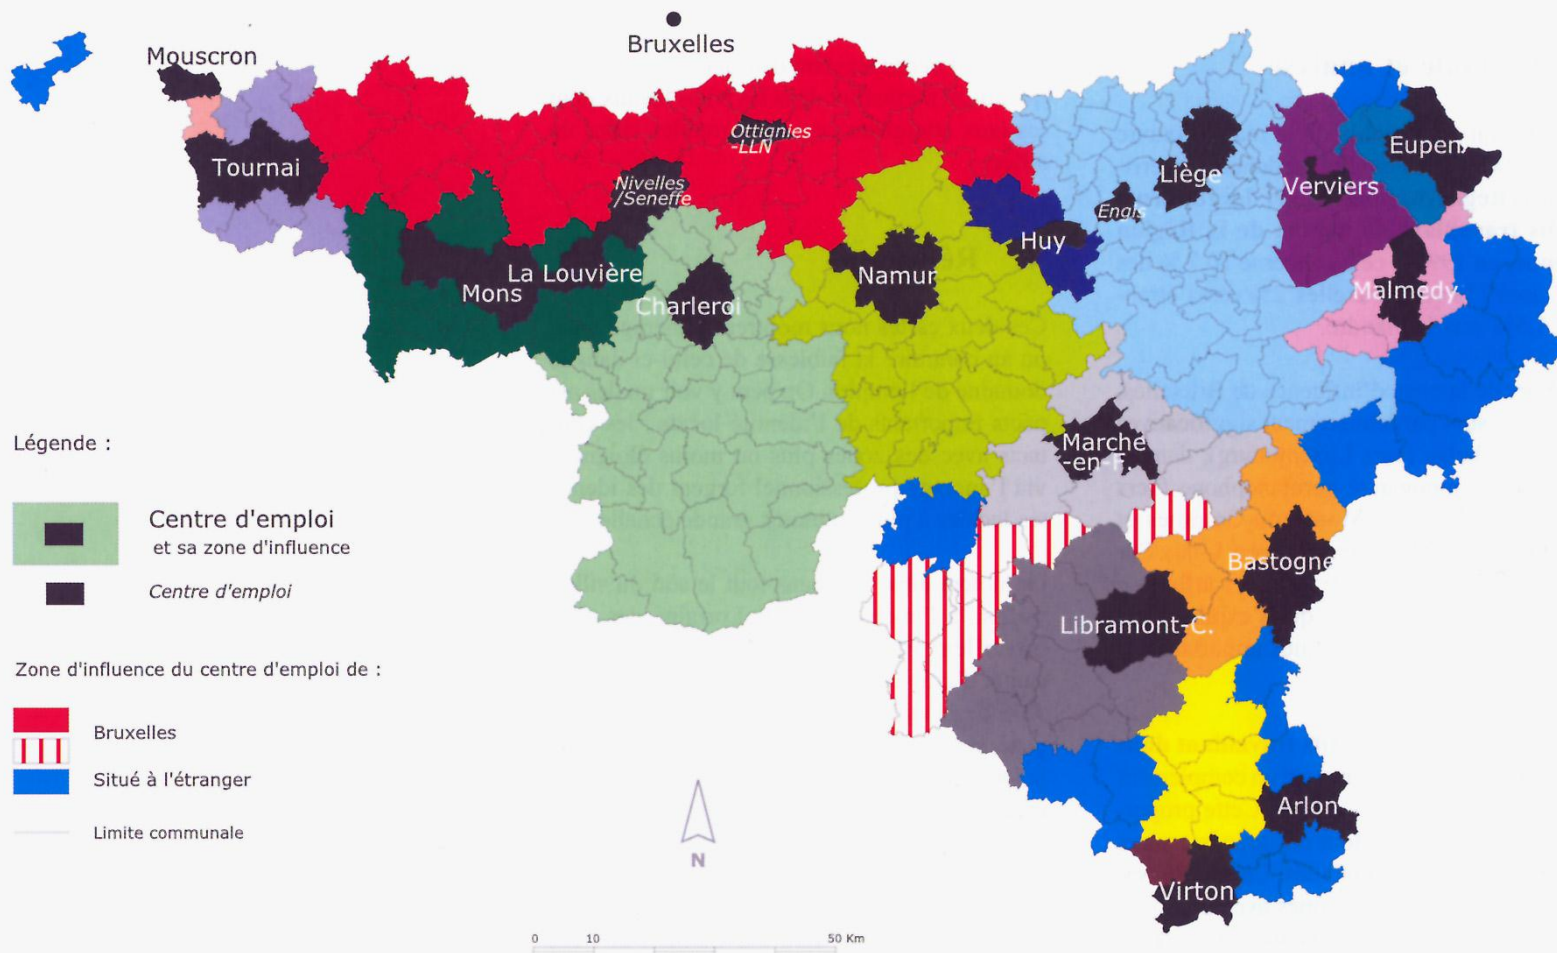 Bruxelles
Mouscron
Ottignies
-LLN
Eupen
Tournai
Liège
Verviers
Nivelles
/Seneffe
Engis
Huy
La Louvière
Namur
Mons
Malmedy
Charleroi
Marche
-en-F.
Légende :
Centre d'emploi
et sa zone d'influence
Centre d'emploi
Bastogne
Libramont-C.
Zone d'influence du centre d'emploi de :
Bruxelles
Situé à l'étranger
Arlon
Limite communale
N
Virton
0 10 50 Km